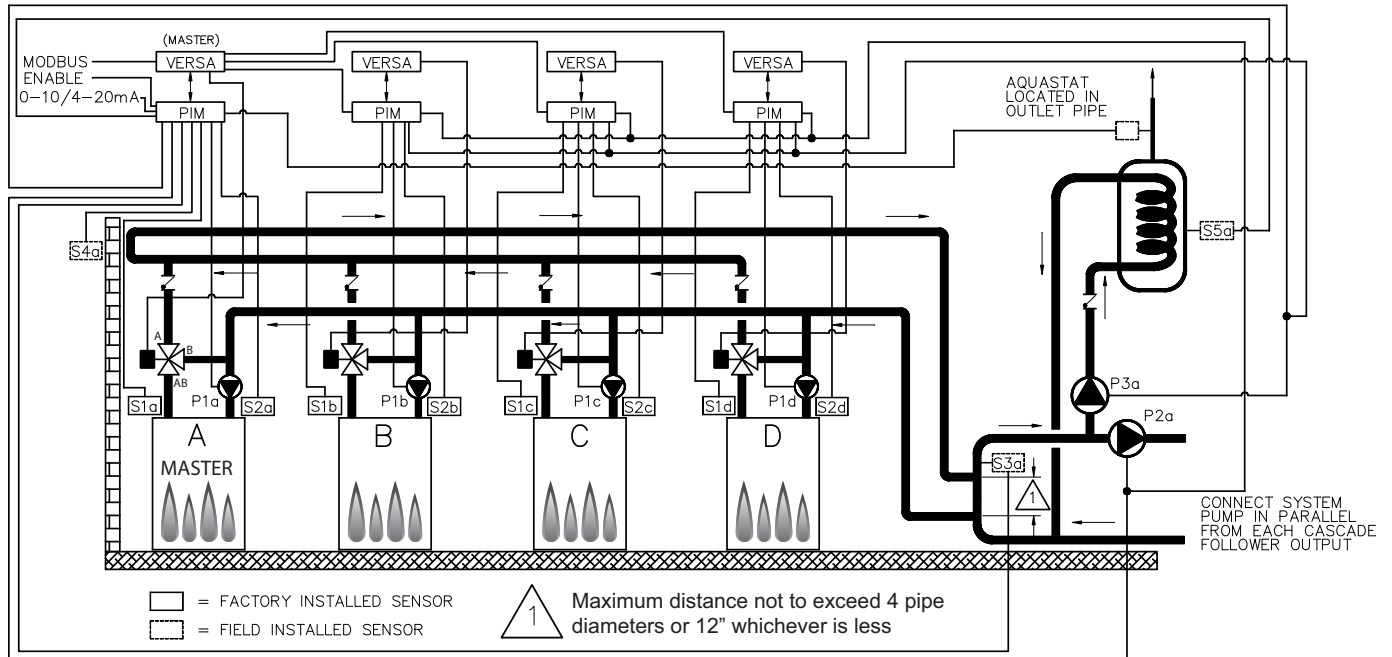 (MASTER)
MODBUS
ENABLE
0-10/4-20mA
VERSA
VERSA
VERSA
VERSA
PIM
PIM
PIM
PIM
AQUASTAT
LOCATED IN
OUTLET PIPE
S4a
S5a
A
B
AB
S1a
P1a
S2a
S1b
P1b
S2b
S1c
P1c
S2c
S1d
P1d
S2d
P3a
P2a
A
MASTER
B
C
D
S3a
1
CONNECT SYSTEM
PUMP IN PARALLEL
FROM EACH CASCADE
FOLLOWER OUTPUT
= FACTORY INSTALLED SENSOR
= FIELD INSTALLED SENSOR
1
Maximum distance not to exceed 4 pipe
diameters or 12” whichever is less